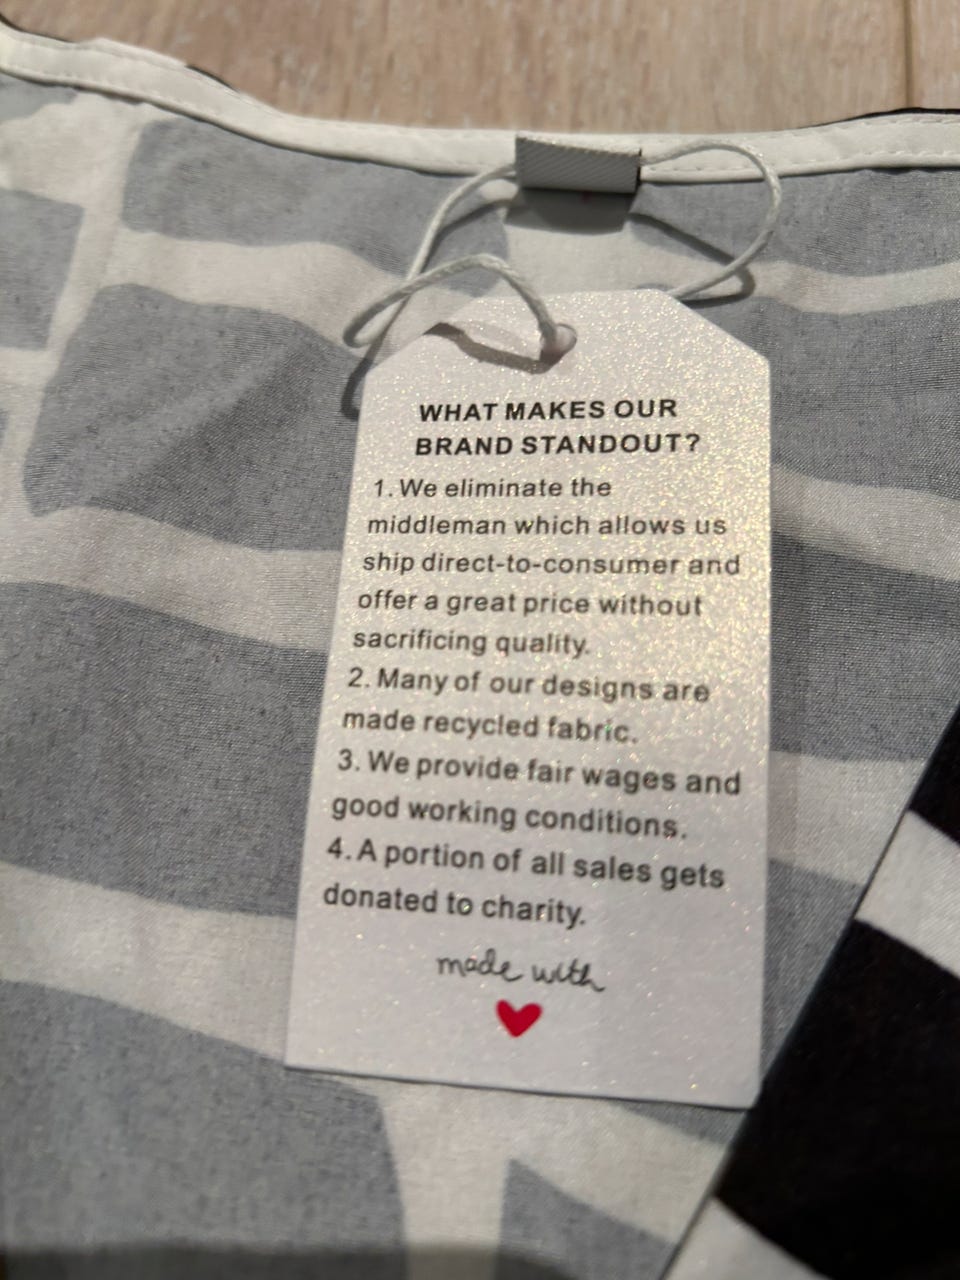 WHAT MAKES OUR
BRAND STANDOUT?
1. We eliminate the
middleman which allows us
ship direct-to-consumer and
offer a great price without
sacrificing quality.
2. Many of our designs are
made recycled fabric.
3. We provide fair wages and
good working conditions.
4. A portion of all sales gets
donated to charity.
made with